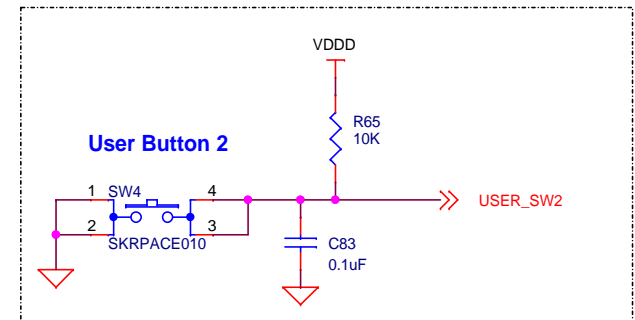 VDDD
R65
10K
User Button 2
1 SW4 4
USER_SW2
2 3
SKRPACE010
C83
0.1uF